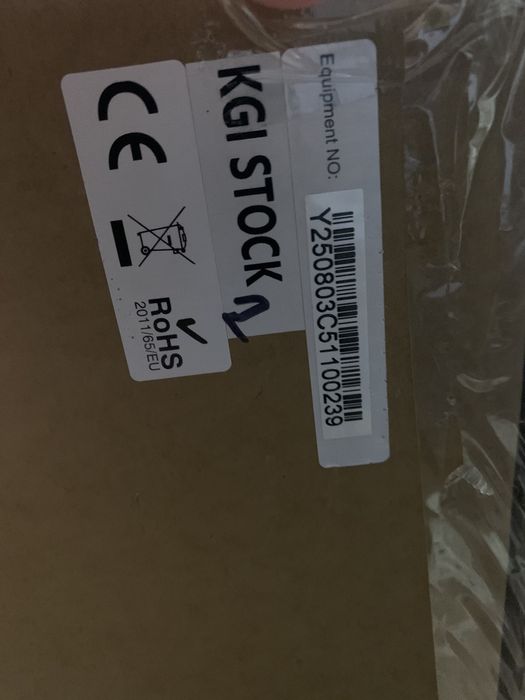 Equipment NO:
Y250803C51100239
KGI STOCK
2
CE
RoHS
2011/65/EU